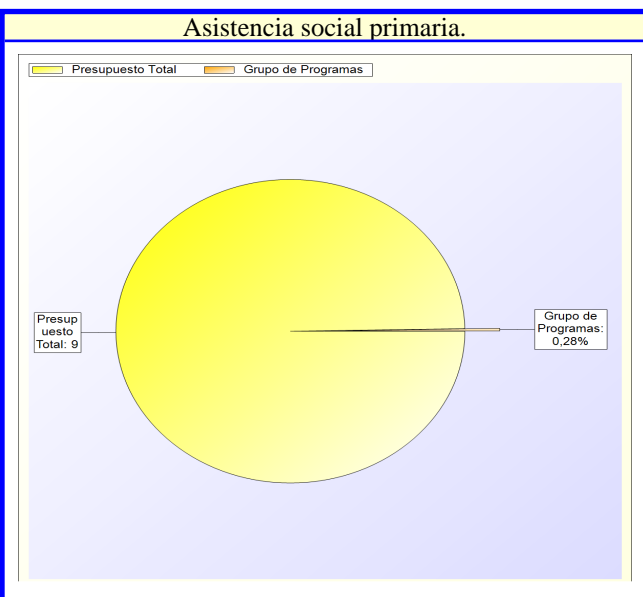 Asistencia social primaria.
Presupuesto Total Grupo de Programas
Presup
uesto
Total: 9
Grupo de
Programas:
0,28%